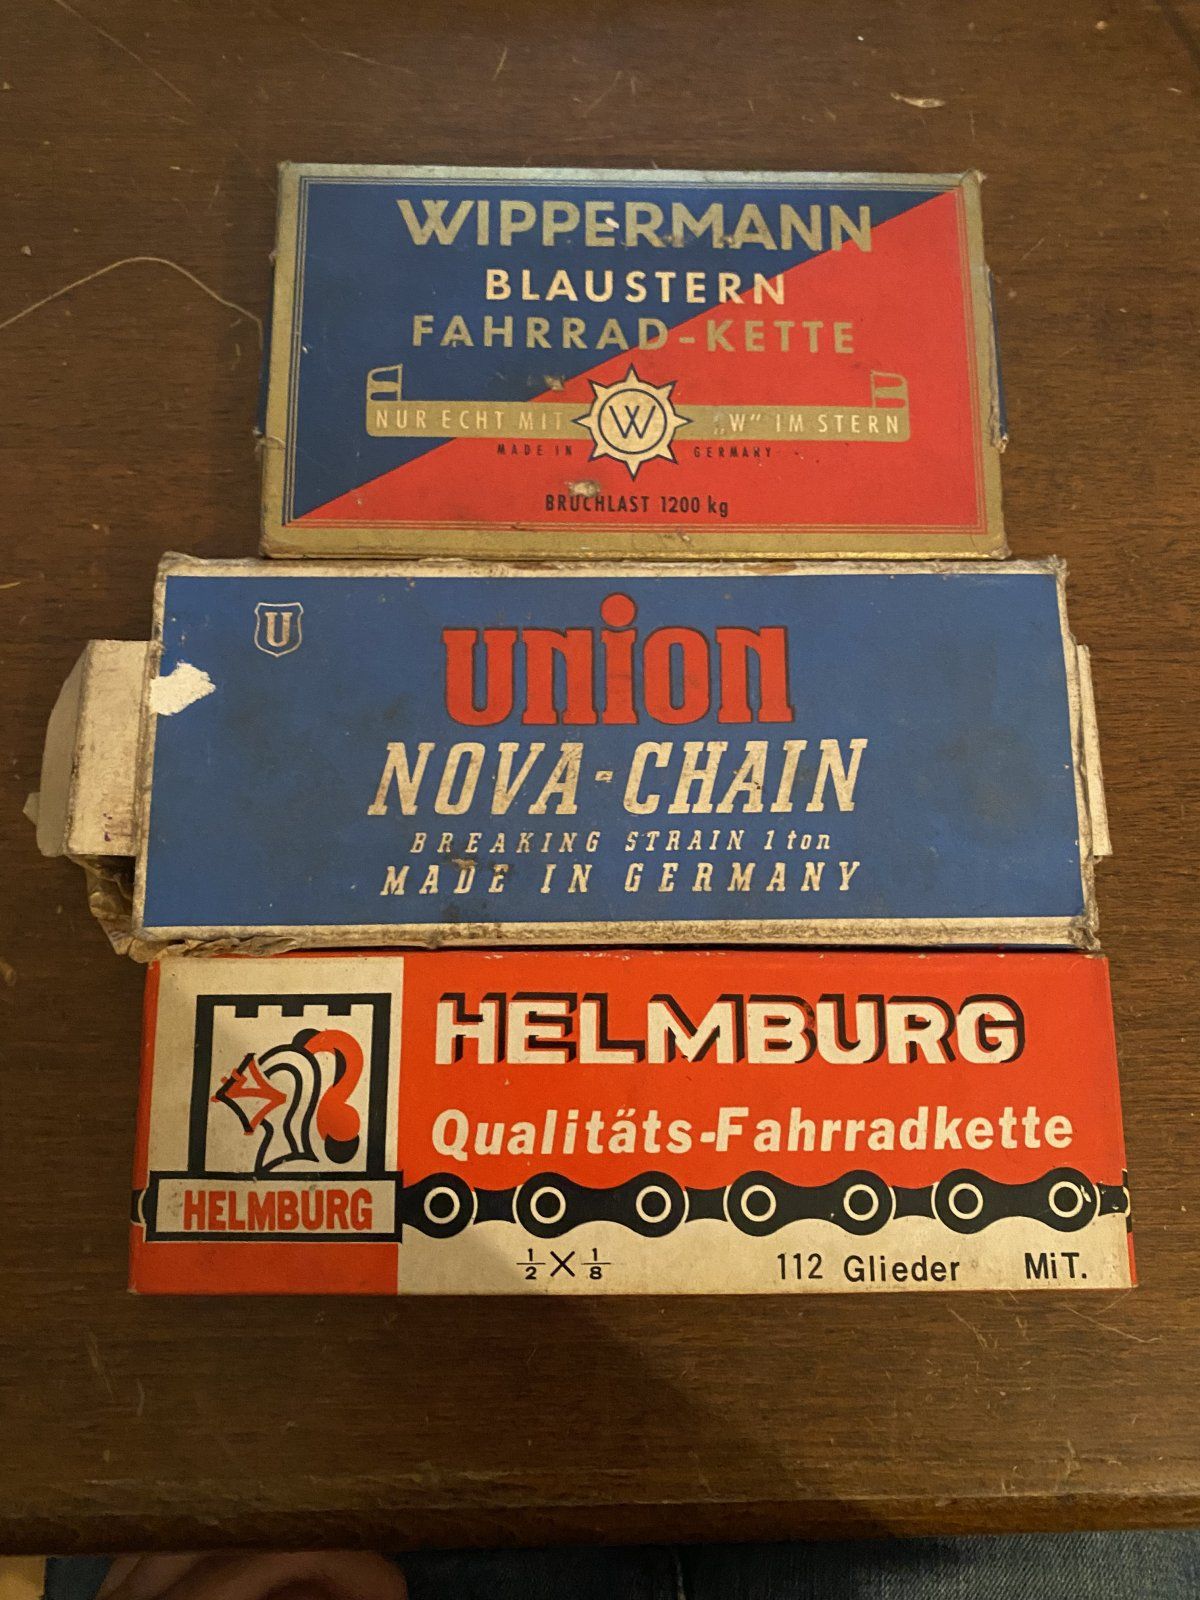 WIPPERMANN
BLAUSTERN
FAHRRAD-KETTE
NUR ECHT MIT W „W" IM STERN
MADE IN GERMANY
BRUCHLAST 1200 kg
U
union
NOVA-CHAIN
BREAKING STRAIN 1 ton
MADE IN GERMANY
HELMBURG
Qualitäts-Fahrradkette
HELMBURG
1/2 X 1/8 112 Glieder MiT.